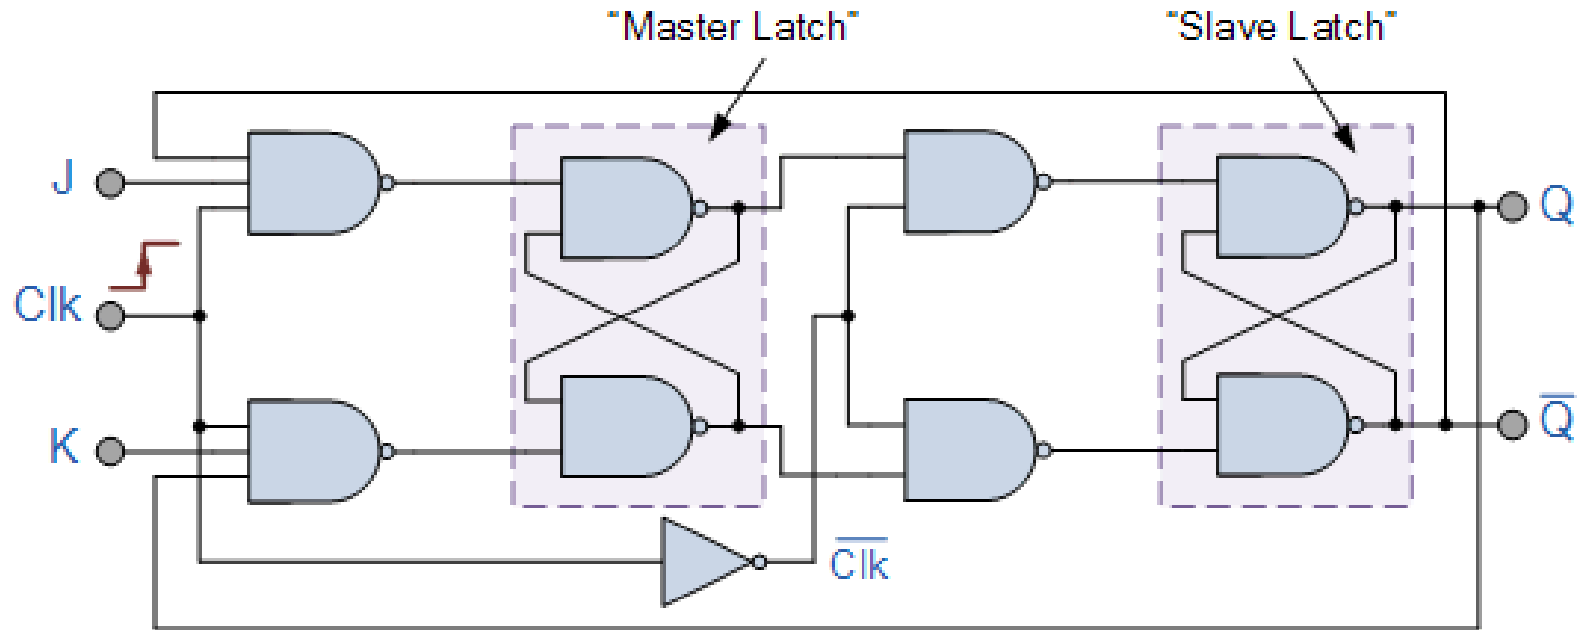 "Master Latch"
"Slave Latch"
J
Q
Clk
K
Q̅
C̅l̅k̅